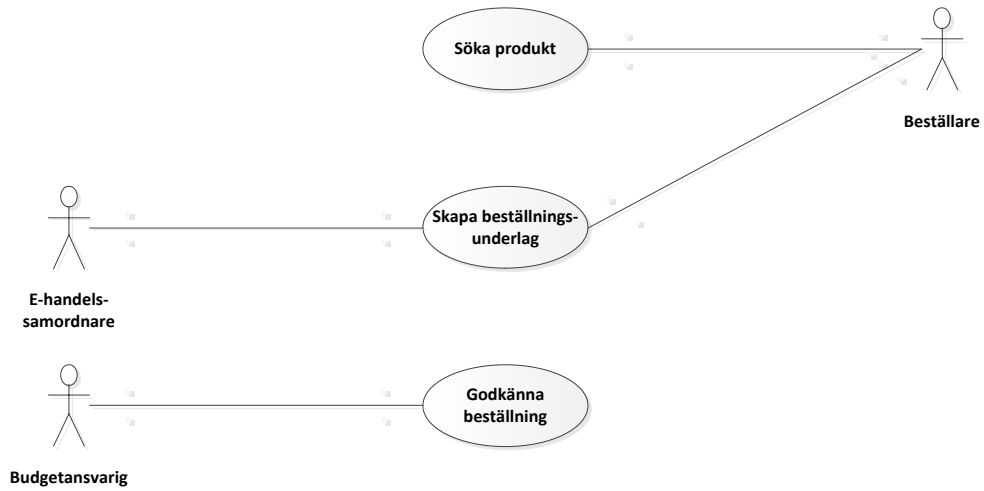 Söka produkt
Beställare
Skapa beställnings-
underlag
E-handels-
samordnare
Godkänna
beställning
Budgetansvarig